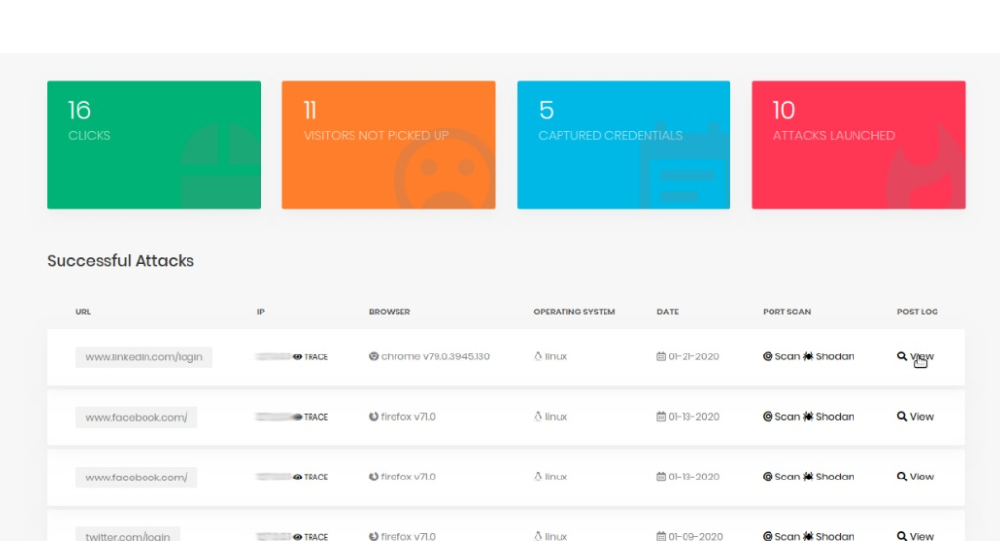 16 11 5 10
CLICKS VISITORS NOT PICKED UP CAPTURED CREDENTIALS ATTACKS LAUNCHED
Successful Attacks
URL IP BROWSER OPERATING SYSTEM DATE PORT SCAN POST LOG
www.linkedin.com/login TRACE chrome v79.0.3945.130 linux 01-21-2020 Scan Shodan View
www.facebook.com/ TRACE firefox v71.0 linux 01-13-2020 Scan Shodan View
www.facebook.com/ TRACE firefox v71.0 linux 01-13-2020 Scan Shodan View
twitter.com/login TRACE firefox v71.0 linux 01-09-2020 Scan Shodan View